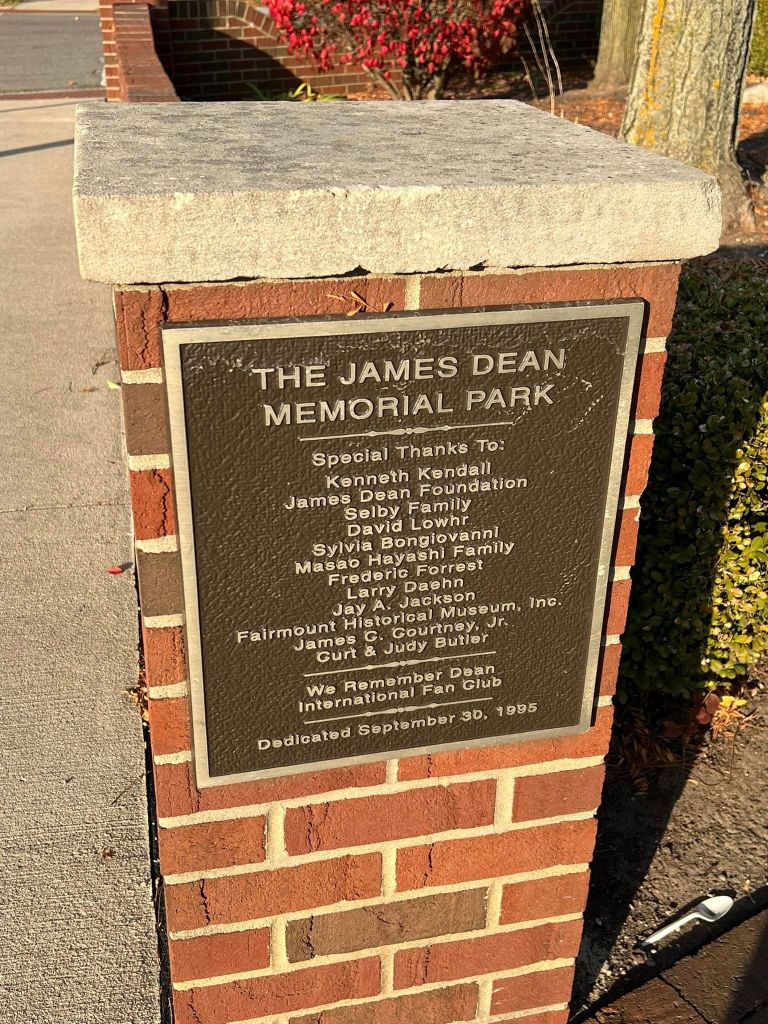 THE JAMES DEAN
MEMORIAL PARK
Special Thanks To:
Kenneth Kendall
James Dean Foundation
Selby Family
David Lowhr
Sylvia Bongiovanni
Masao Hayashi Family
Frederic Forrest
Larry Daehn
Jay A. Jackson
Fairmount Historical Museum, Inc.
James C. Courtney, Jr.
Curt & Judy Butler
We Remember Dean
International Fan Club
Dedicated September 30, 1995